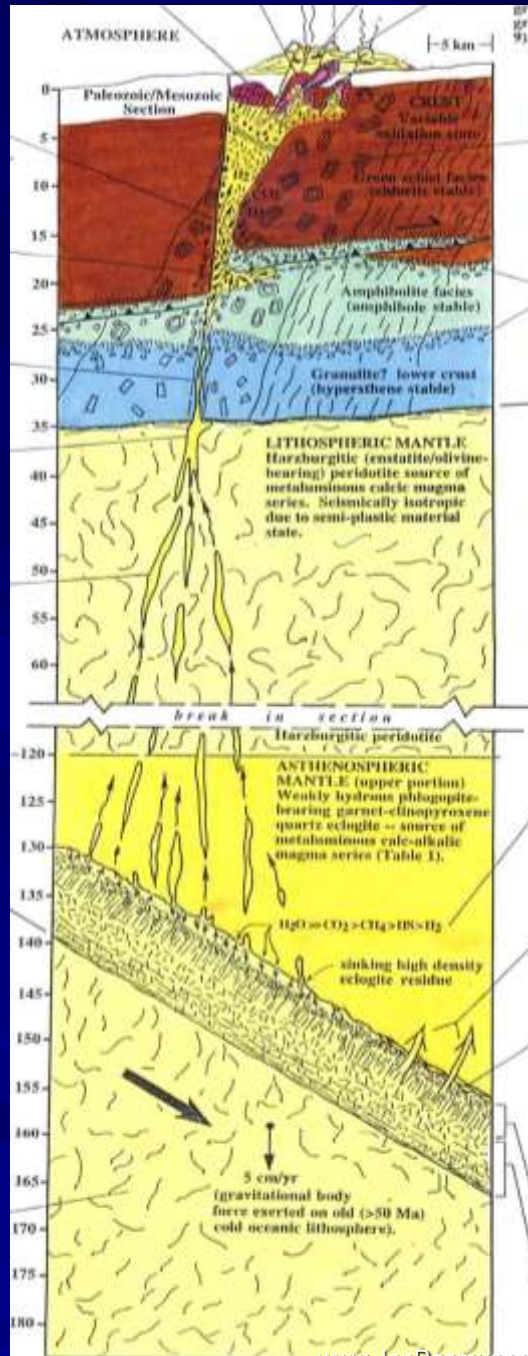 gr
gr
9).
ATMOSPHERE
5 km
0
Paleozoic/Mesozoic
Section
CRUST
Variable
oxidation state
5
10
Green schist facies
(chlorite stable)
H2
CO2
15
20
Amphibolite facies
(amphibole stable)
25
30
Granulite? lower crust
(hypersthene stable)
35
40
45
50
55
60
LITHOSPHERIC MANTLE
Harzburgitic (enstatite/olivine-
bearing) peridotite source of
metaluminous calcic magma
series. Seismically isotropic
due to semi-plastic material
state.
break in section
Harzburgitic peridotite
120
ASTHENOSPHERIC
MANTLE (upper portion)
Weakly hydrous phlogopite-
bearing garnet-clinopyroxene
quartz eclogite -- source of
metaluminous calc-alkalic
magma series (Table 1).
125
130
135
H2O>>CO2>CH4>HS>H2
140
sinking high density
eclogite residue
145
150
155
160
165
5 cm/yr
(gravitational body
force exerted on old (>50 Ma)
cold oceanic lithosphere).
170
175
180